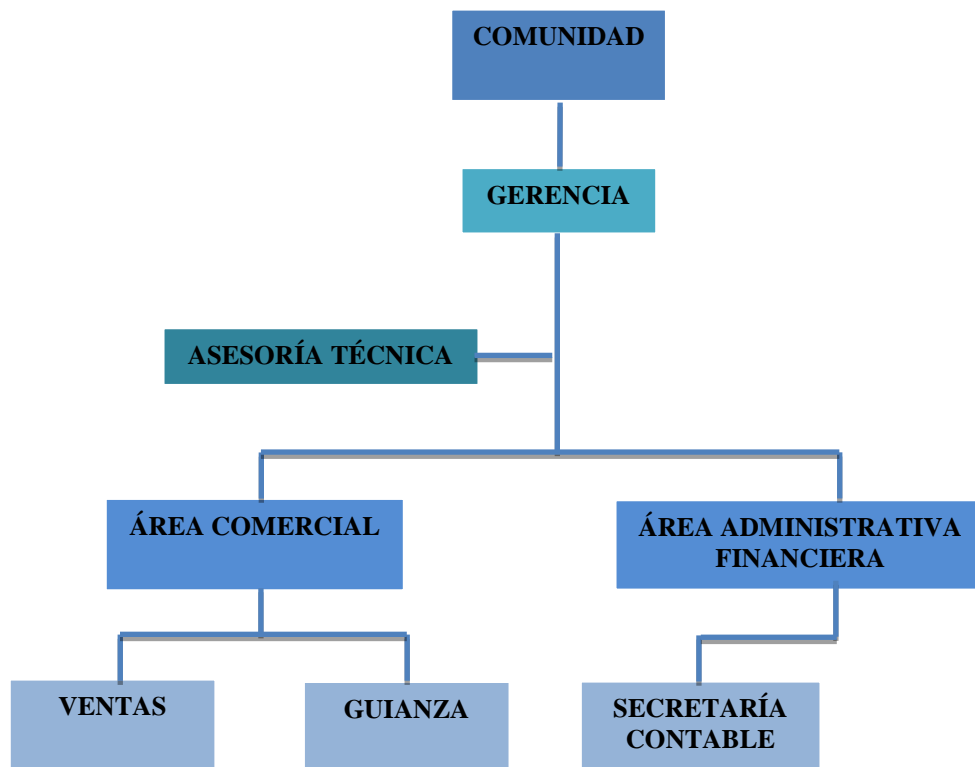 COMUNIDAD
GERENCIA
ASESORÍA TÉCNICA
ÁREA COMERCIAL
ÁREA ADMINISTRATIVA
FINANCIERA
VENTAS
GUIANZA
SECRETARÍA
CONTABLE